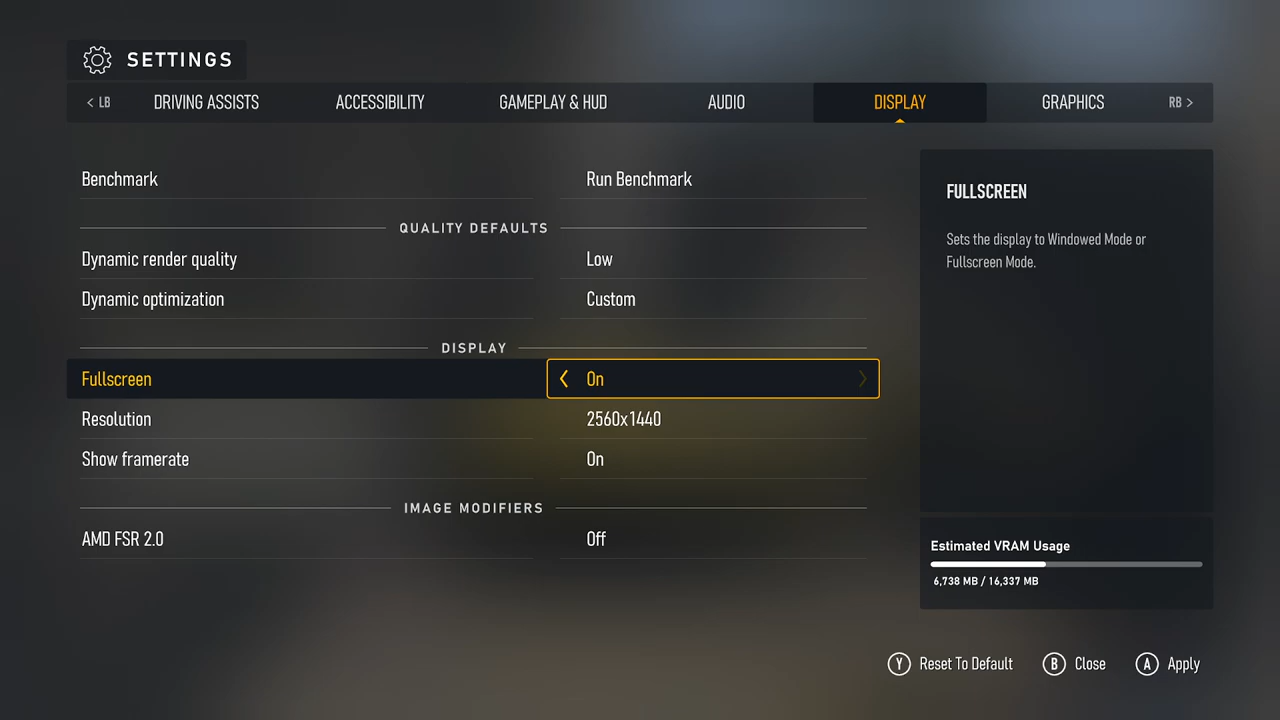 SETTINGS
< LB DRIVING ASSISTS ACCESSIBILITY GAMEPLAY & HUD AUDIO DISPLAY GRAPHICS RB >
Benchmark Run Benchmark
QUALITY DEFAULTS
Dynamic render quality Low
Dynamic optimization Custom
DISPLAY
Fullscreen < On >
Resolution 2560x1440
Show framerate On
IMAGE MODIFIERS
AMD FSR 2.0 Off
FULLSCREEN
Sets the display to Windowed Mode or
Fullscreen Mode.
Estimated VRAM Usage
6,738 MB / 16,337 MB
Y Reset To Default B Close A Apply